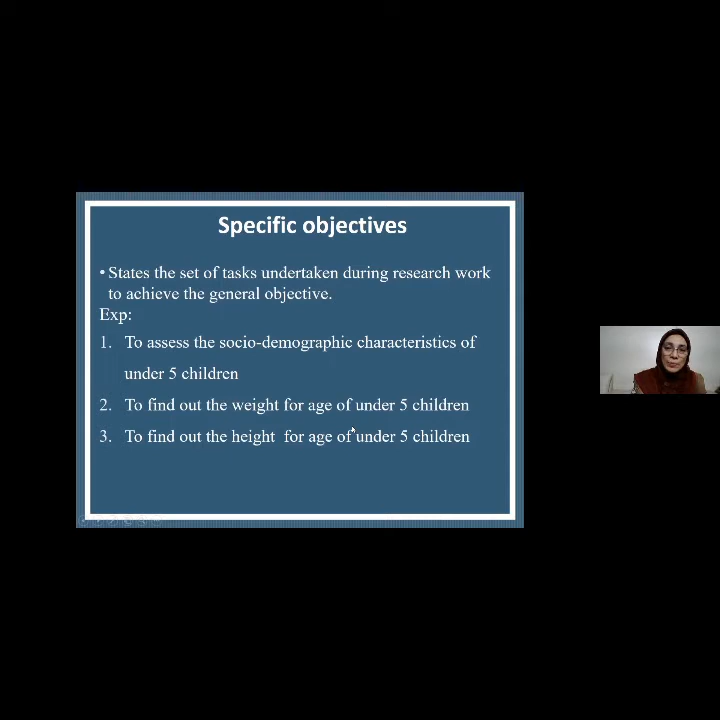 Specific objectives
• States the set of tasks undertaken during research work
to achieve the general objective.
Exp:
1. To assess the socio-demographic characteristics of
under 5 children
2. To find out the weight for age of under 5 children
3. To find out the height for age of under 5 children